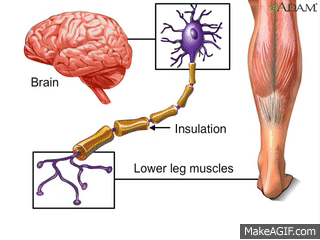 ADAM.
Brain
Insulation
Lower leg muscles
MakeAGIF.com